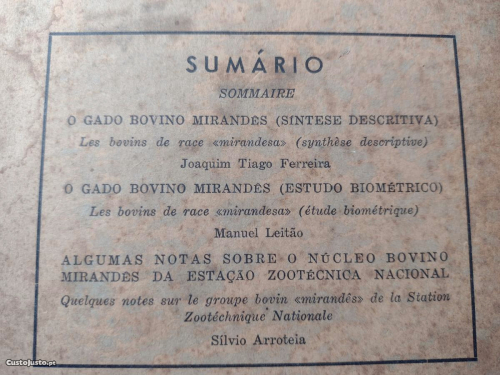 SUMÁRIO
SOMMAIRE
O GADO BOVINO MIRANDÊS (SÍNTESE DESCRITIVA)
Les bovins de race «mirandesa» (synthèse descriptive)
Joaquim Tiago Ferreira
O GADO BOVINO MIRANDÊS (ESTUDO BIOMÉTRICO)
Les bovins de race «mirandesa» (étude biométrique)
Manuel Leitão
ALGUMAS NOTAS SOBRE O NÚCLEO BOVINO
MIRANDÊS DA ESTAÇÃO ZOOTÉCNICA NACIONAL
Quelques notes sur le groupe bovin «mirandês» de la Station
Zootéchnique Nationale
Sílvio Arroteia
CustoJusto.pt